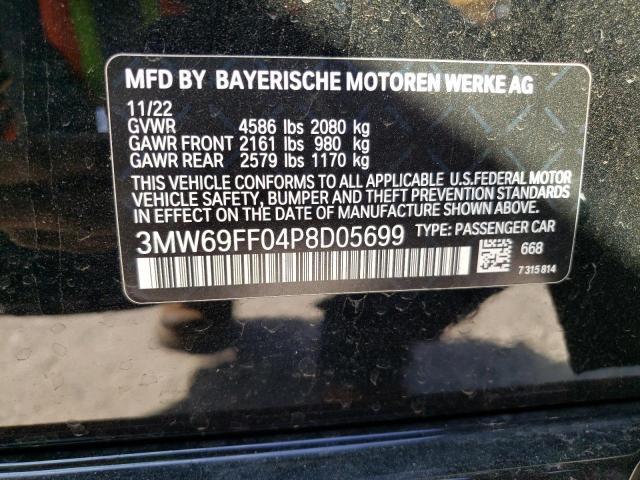 MFD BY BAYERISCHE MOTOREN WERKE AG
11/22
GVWR 4586 lbs 2080 kg
GAWR FRONT 2161 lbs 980 kg
GAWR REAR 2579 lbs 1170 kg
THIS VEHICLE CONFORMS TO ALL APPLICABLE U.S.FEDERAL MOTOR
VEHICLE SAFETY, BUMPER AND THEFT PREVENTION STANDARDS
IN EFFECT ON THE DATE OF MANUFACTURE SHOWN ABOVE.
3MW69FF04P8D05699 TYPE: PASSENGER CAR
668
7 315 814